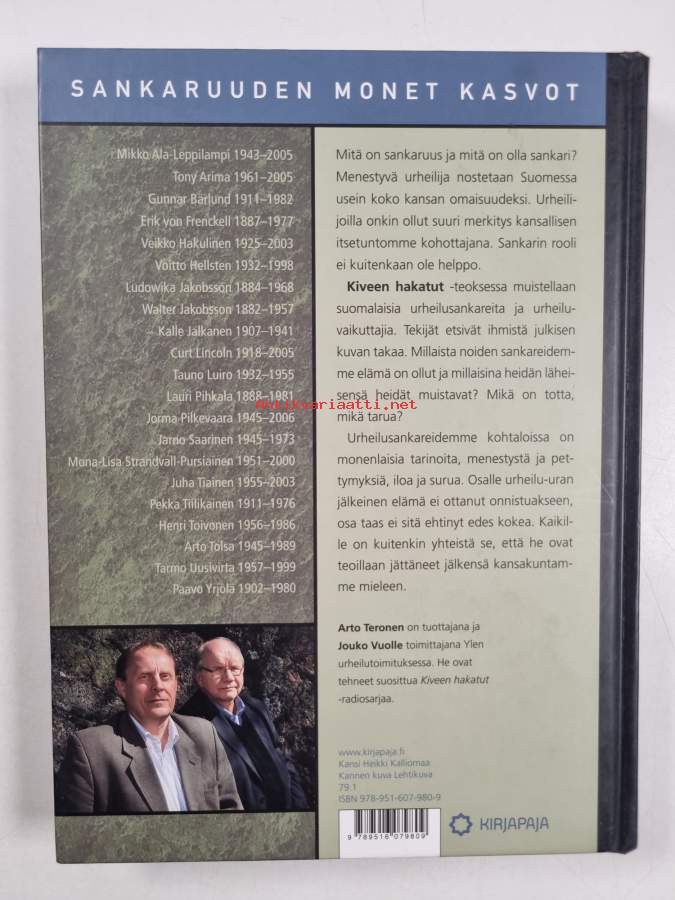 SANKARUUDEN MONET KASVOT
Mikko Ala-Leppilampi 1943–2005
Tony Arima 1961–2005
Gunnar Bärlund 1911–1982
Erik von Frenckell 1887–1977
Veikko Hakulinen 1925–2003
Voitto Hellsten 1932–1998
Ludowika Jakobsson 1884–1968
Walter Jakobsson 1882–1957
Kalle Jalkanen 1907–1941
Curt Lincoln 1918–2005
Tauno Luiro 1932–1955
Lauri Pihkala 1888–1981
Jorma Pilkevaara 1945–2006
Jarno Saarinen 1945–1973
Mona-Lisa Strandvall-Pursiainen 1951–2000
Juha Tiainen 1955–2003
Pekka Tiilikainen 1911–1976
Henri Toivonen 1956–1986
Arto Tolsa 1945–1989
Tarmo Uusivirta 1957–1999
Paavo Yrjölä 1902–1980
Mitä on sankaruus ja mitä on olla sankari?
Menestyvä urheilija nostetaan Suomessa
usein koko kansan omaisuudeksi. Urheili-
joilla onkin ollut suuri merkitys kansallisen
itsetuntomme kohottajana. Sankarin rooli
ei kuitenkaan ole helppo.
Kiveen hakatut -teoksessa muistellaan
suomalaisia urheilusankareita ja urheilu-
vaikuttajia. Tekijät etsivät ihmistä julkisen
kuvan takaa. Millaista noiden sankareidem-
me elämä on ollut ja millaisina heidän lähei-
sensä heidät muistavat? Mikä on totta,
mikä tarua?
Urheilusankareidemme kohtaloissa on
monenlaisia tarinoita, menestystä ja pet-
tymyksiä, iloa ja surua. Osalle urheilu-uran
jälkeinen elämä ei ottanut onnistuakseen,
osa taas ei sitä ehtinyt edes kokea. Kaikil-
le on kuitenkin yhteistä se, että he ovat
teoillaan jättäneet jälkensä kansakuntam-
me mieleen.
Arto Teronen on tuottajana ja
Jouko Vuolle toimittajana Ylen
urheilutoimituksessa. He ovat
tehneet suosittua Kiveen hakatut
-radiosarjaa.
www.kirjapaja.fi
Kansi Heikki Kalliomaa
Kannen kuva Lehtikuva
79.1
ISBN 978-951-607-980-9
9 789516 079809
KIRJAPAJA
antikvariaatti.net